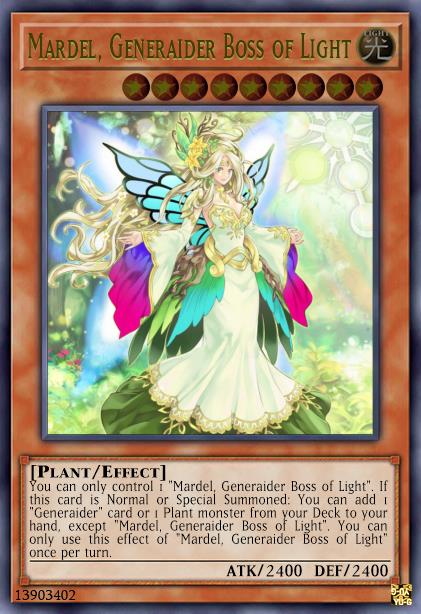 Mardel, Generaider Boss of Light
LIGHT
光
[Plant/Effect]
You can only control 1 "Mardel, Generaider Boss of Light". If
this card is Normal or Special Summoned: You can add 1
"Generaider" card or 1 Plant monster from your Deck to your
hand, except "Mardel, Generaider Boss of Light". You can
only use this effect of "Mardel, Generaider Boss of Light"
once per turn.
ATK/2400 DEF/2400
13903402